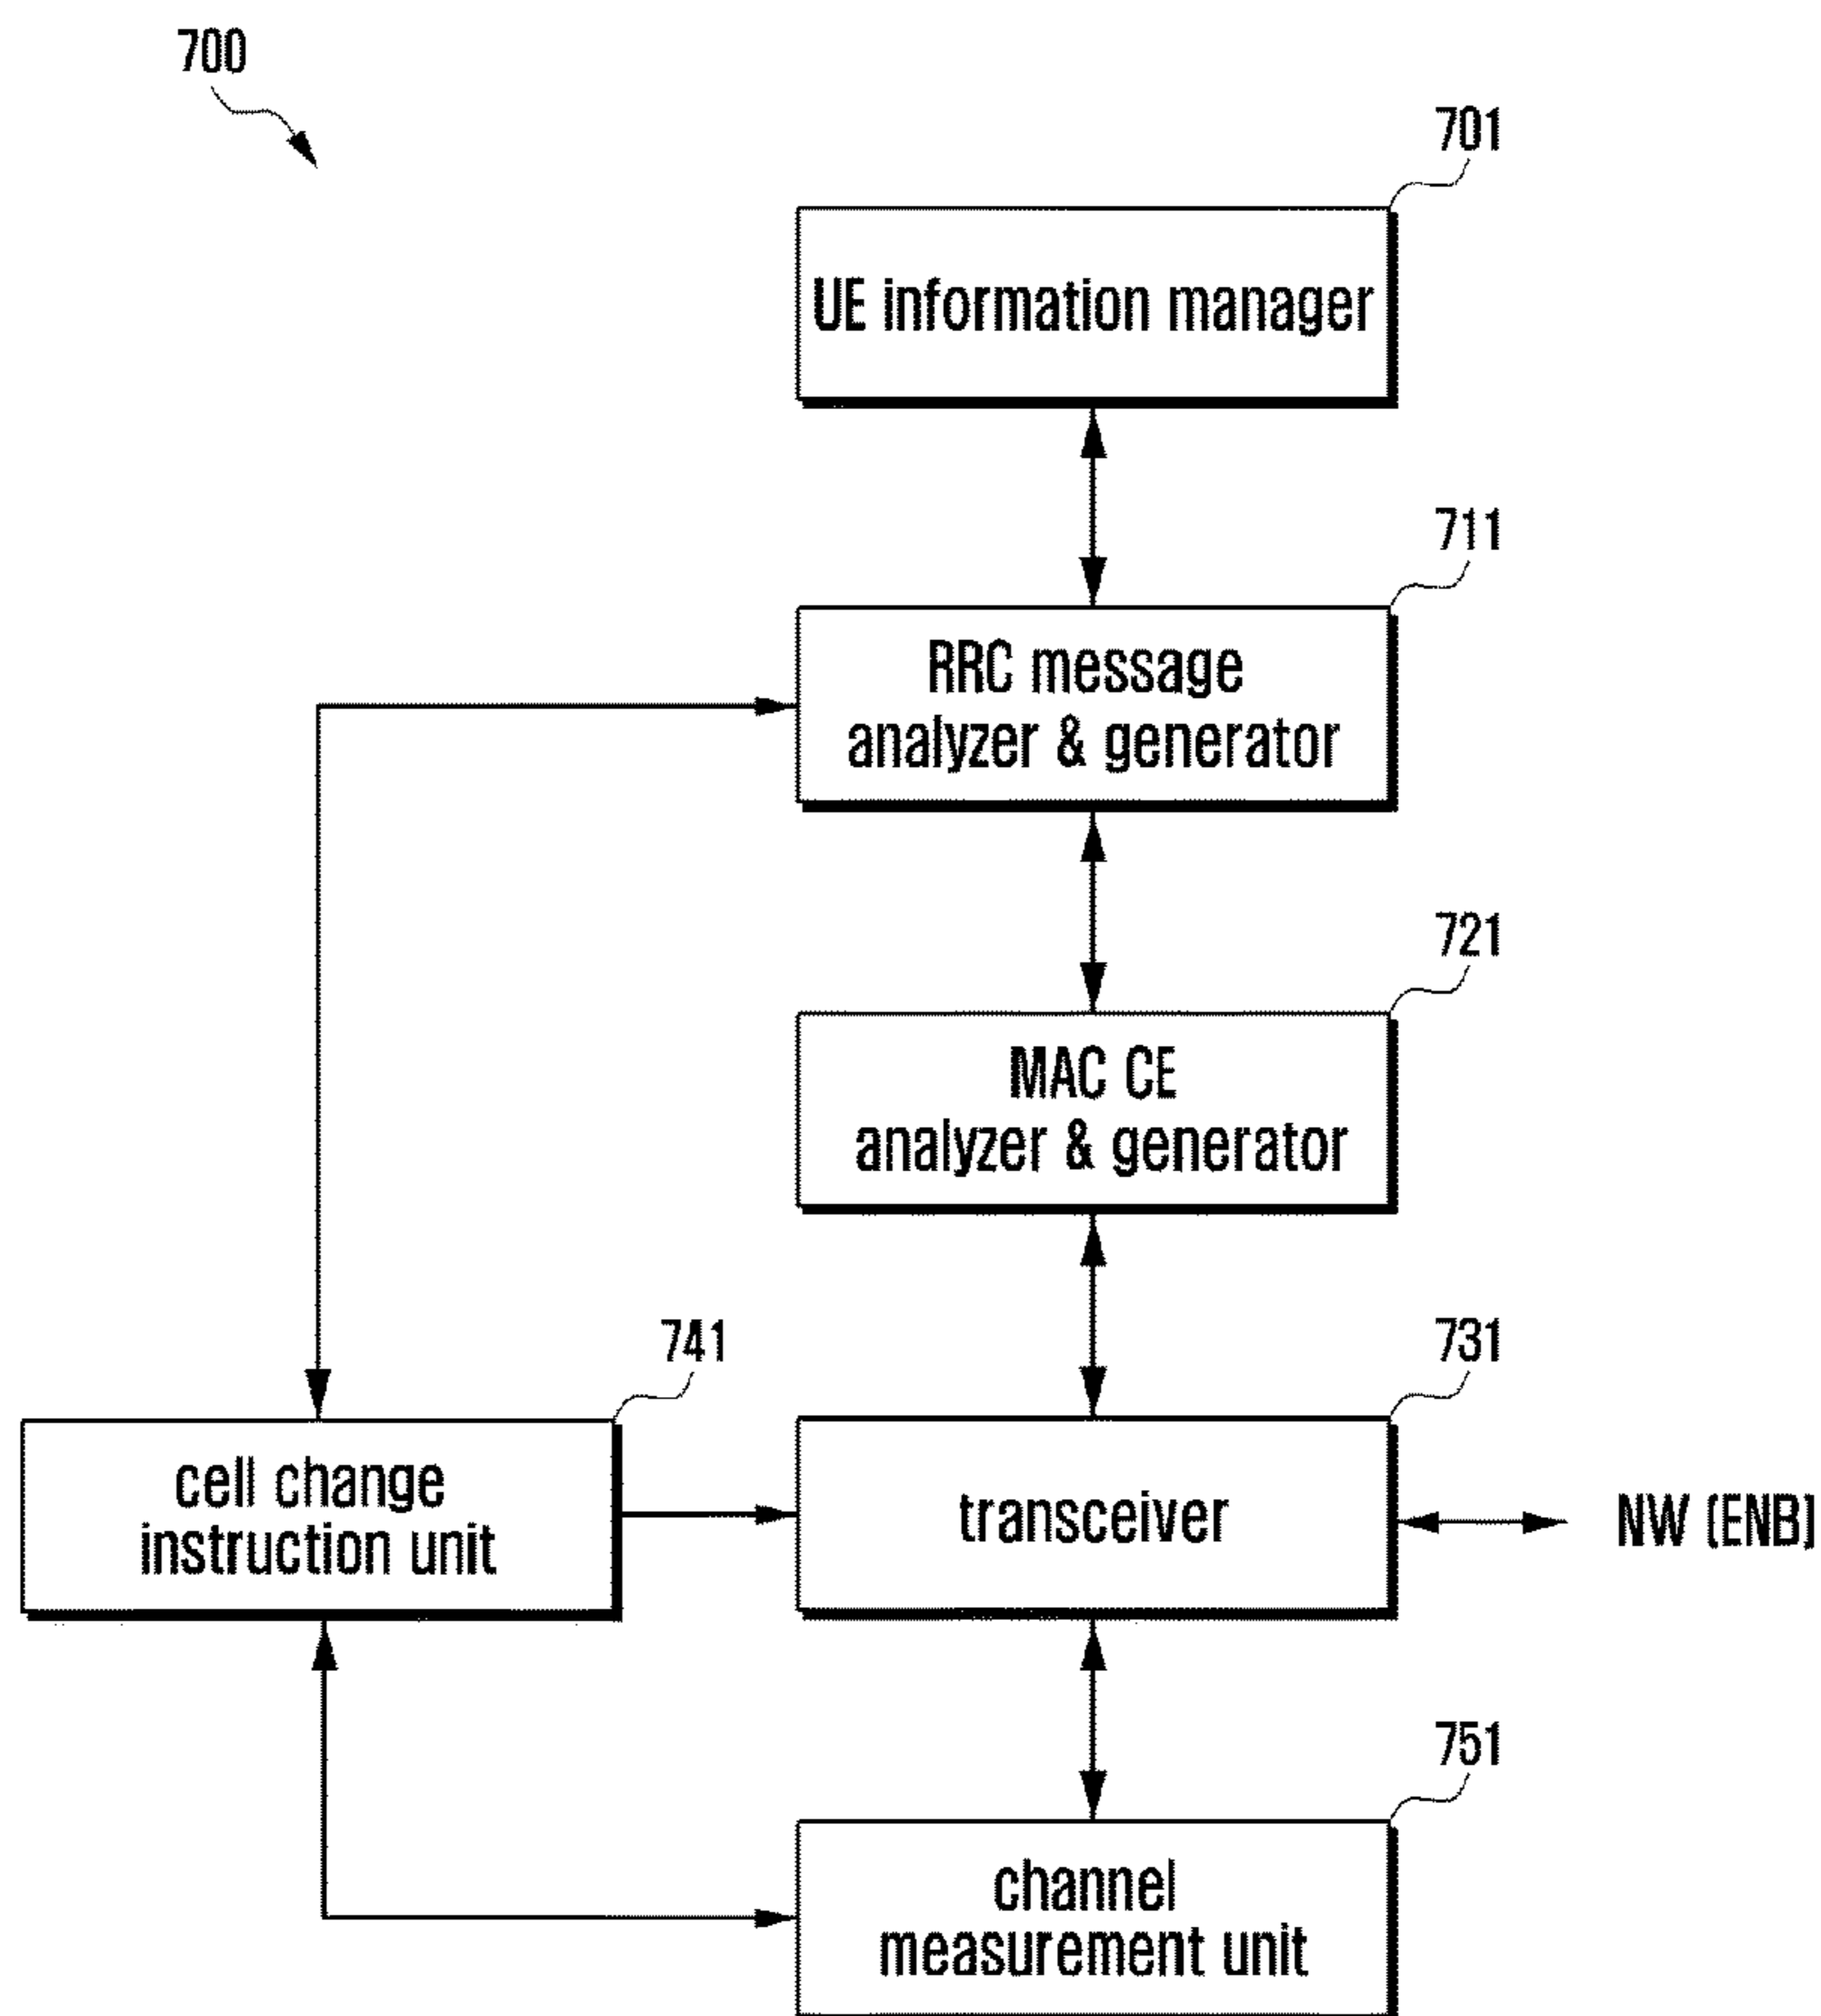 700
701
UE information manager
711
RRC message
analyzer & generator
721
MAC CE
analyzer & generator
741
731
cell change
instruction unit
transceiver
NW (ENB)
751
channel
measurement unit